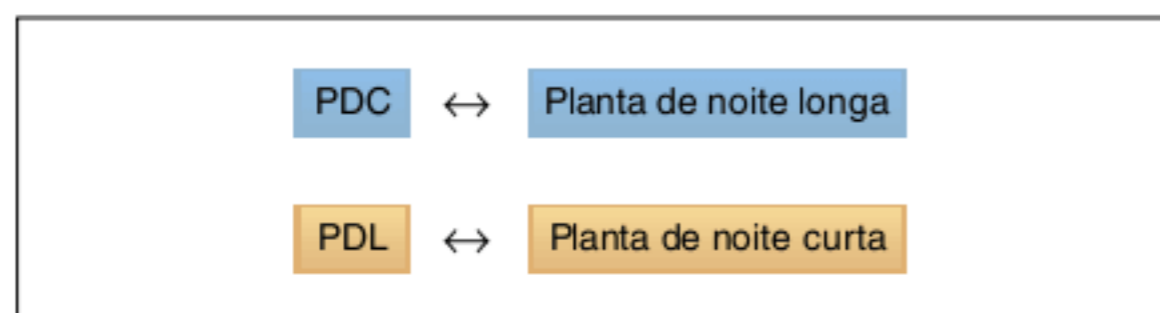 PDC ↔ Planta de noite longa
PDL ↔ Planta de noite curta